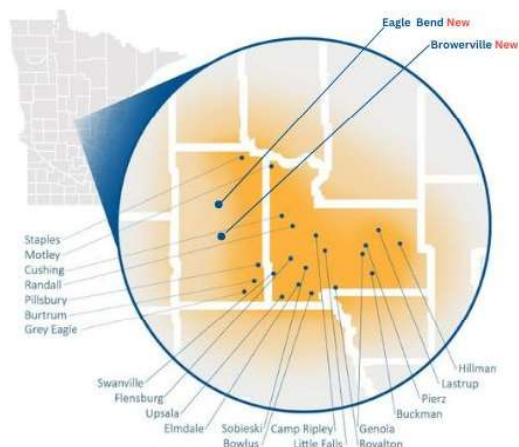 Eagle Bend New
Browerville New
Staples
Motley
Cushing
Randall
Pillsbury
Burtrum
Grey Eagle
Swanville
Flensburg
Upsala
Elmdale
Sobieski
Bowlus
Camp Ripley
Little Falls
Genola
Royalton
Buckman
Pierz
Lastrup
Hillman